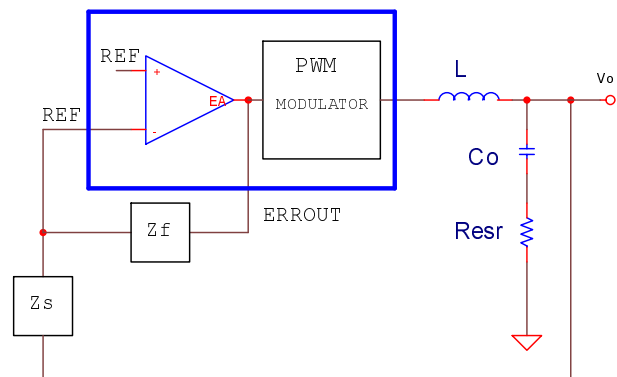 REF
+
PWM
L
Vo
EA
MODULATOR
REF
-
Co
ERROUT
Zf
Resr
Zs